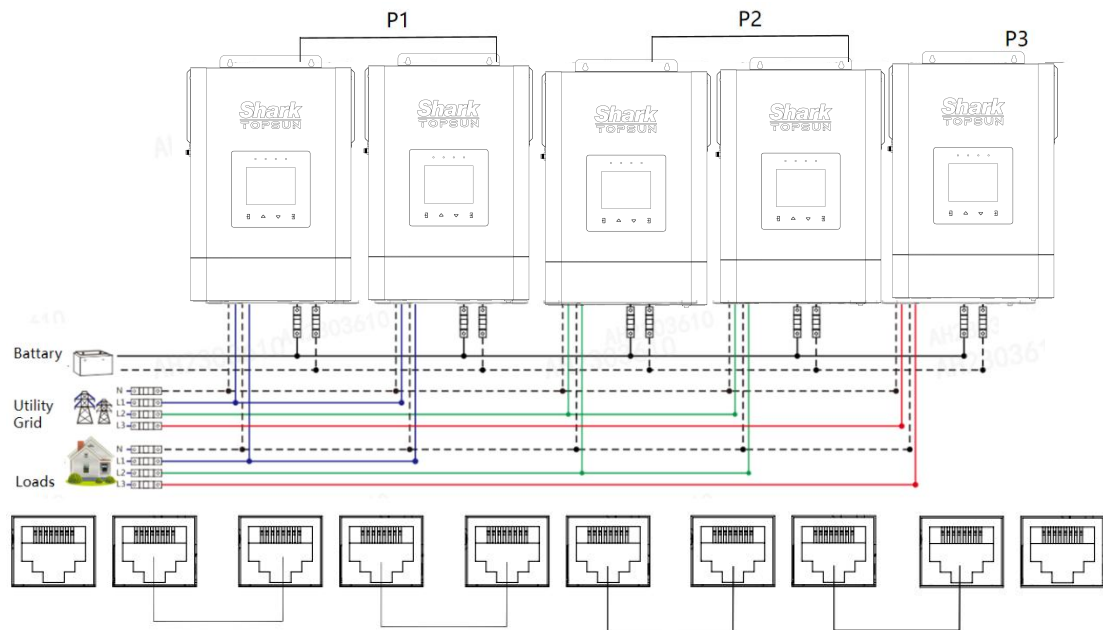 P1
P2
P3
Shark
TOPSUN
Shark
TOPSUN
Shark
TOPSUN
Shark
TOPSUN
Shark
TOPSUN
AH2303610
Battary
Utility
Grid
N
L1
L2
L3
Loads
N
L1
L2
L3